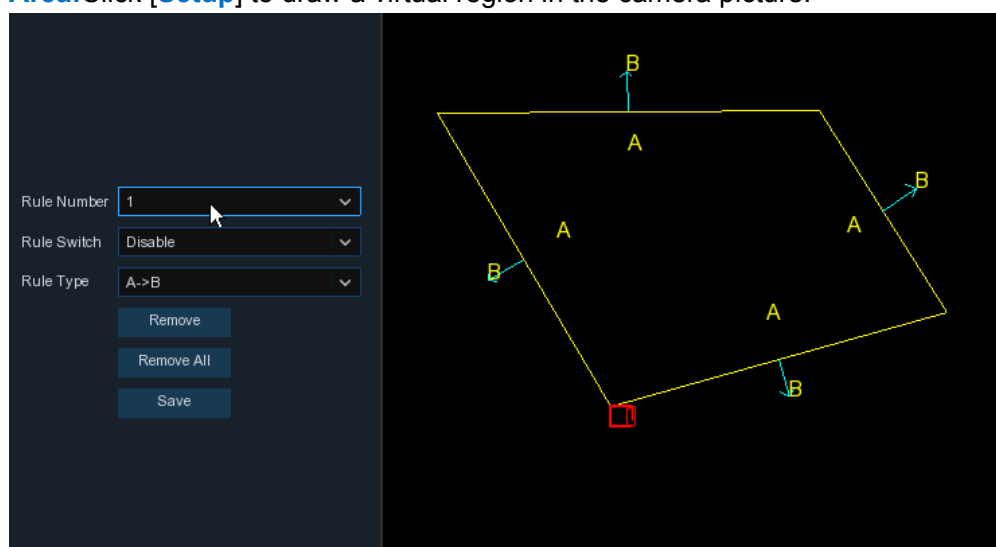 Area:Click [Setup] to draw a virtual region in the camera picture.
B
A
B
Rule Number 1
A
A
Rule Switch Disable
B
Rule Type A->B
A
Remove
Remove All
B
Save